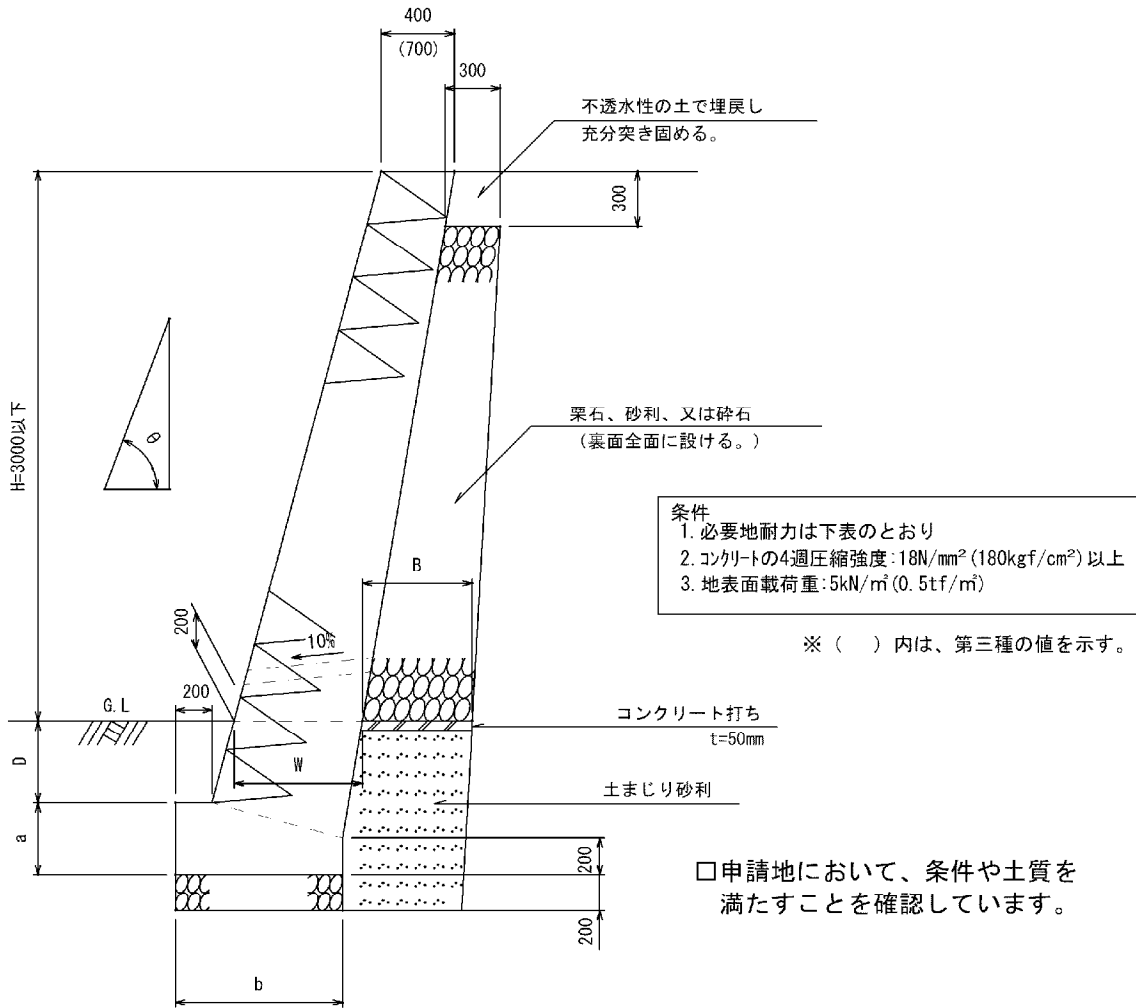 400
(700)
300
不透水性の土で埋戻し
充分突き固める。
300
H=3000以下
θ
栗石、砂利、又は砕石
(裏面全面に設ける。)
条件
1. 必要地耐力は下表のとおり
2. コンクリートの4週圧縮強度:18N/mm²(180kgf/cm²)以上
3. 地表面載荷重:5kN/㎡(0.5tf/㎡)
※ (  ) 内は、第三種の値を示す。
B
200
10%
200
G.L
コンクリート打ち
t=50mm
D
W
土まじり砂利
a
200
□申請地において、条件や土質を
満たすことを確認しています。
200
b